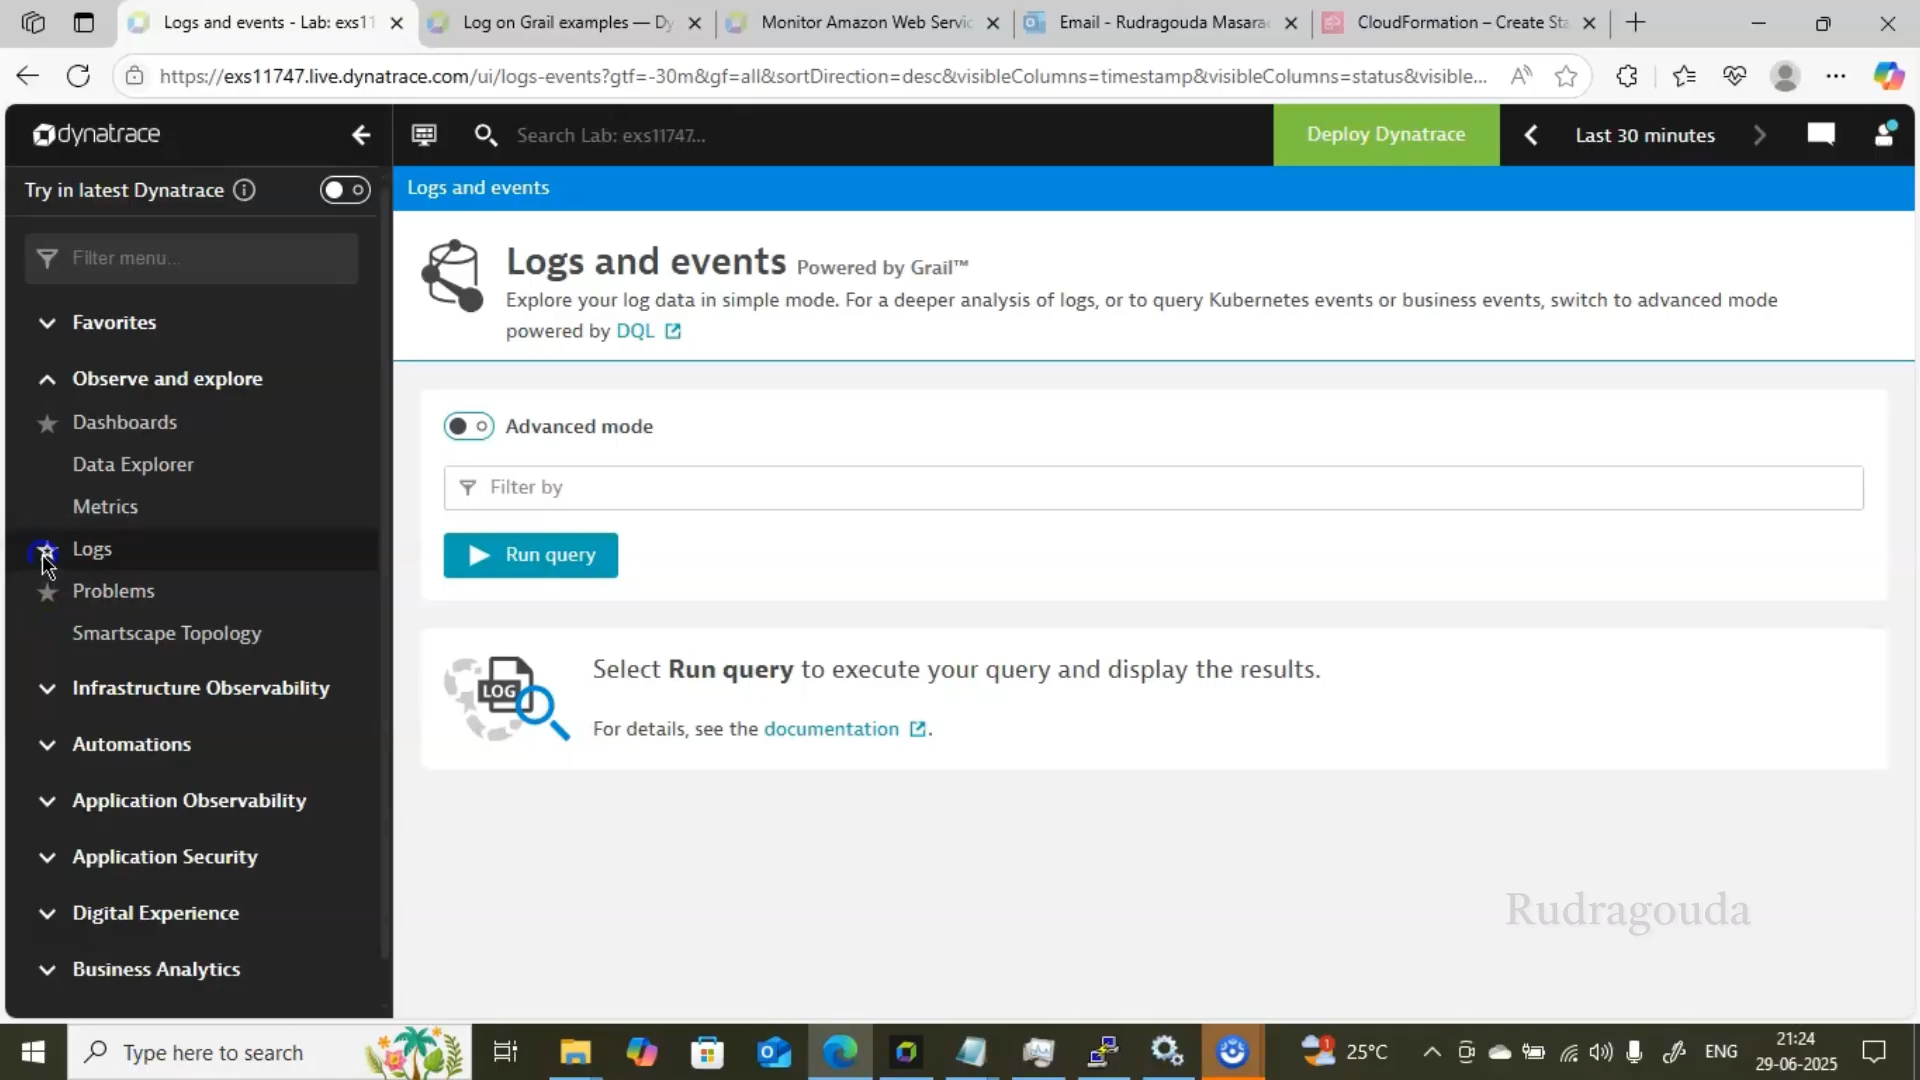 Logs and events - Lab: exs11
Log on Grail examples — Dy
Monitor Amazon Web Servic
Email - Rudragouda Masara
CloudFormation – Create Sta
https://exs11747.live.dynatrace.com/ui/logs-events?gtf=-30m&gf=all&sortDirection=desc&visibleColumns=timestamp&visibleColumns=status&visible...
dynatrace
Search Lab: exs11747...
Deploy Dynatrace
Last 30 minutes
Try in latest Dynatrace
Logs and events
Filter menu...
Favorites
Observe and explore
Dashboards
Data Explorer
Metrics
Logs
Problems
Smartscape Topology
Infrastructure Observability
Automations
Application Observability
Application Security
Digital Experience
Business Analytics
Logs and events Powered by Grail™
Explore your log data in simple mode. For a deeper analysis of logs, or to query Kubernetes events or business events, switch to advanced mode
powered by DQL
Advanced mode
Filter by
Run query
LOG
Select Run query to execute your query and display the results.
For details, see the documentation.
Rudragouda
Type here to search
1
25°C
ENG
21:24
29-06-2025